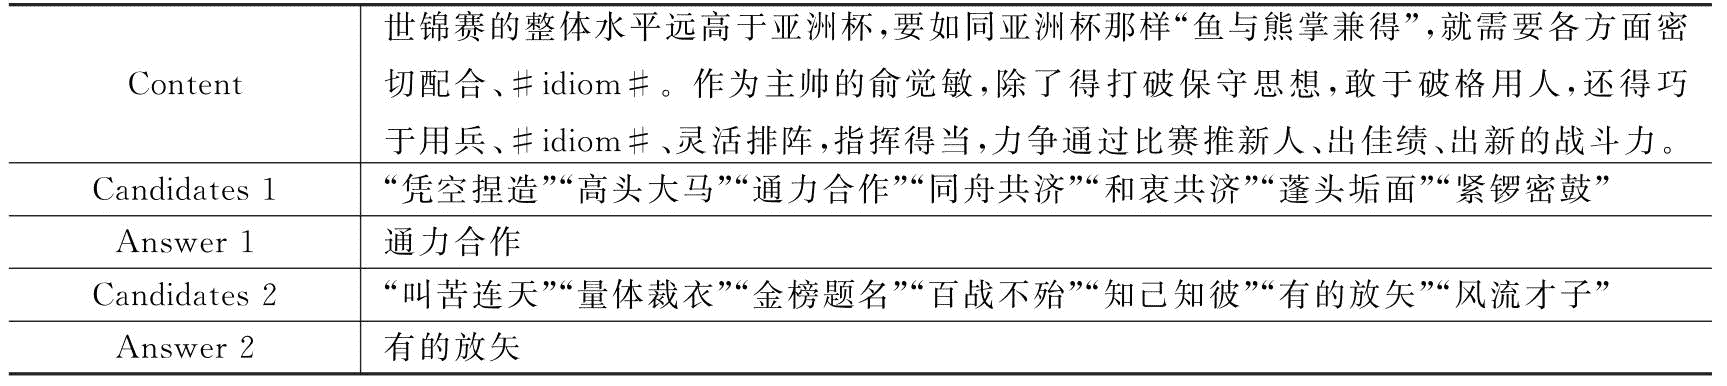 Content
世锦赛的整体水平远高于亚洲杯,要如同亚洲杯那样“鱼与熊掌兼得”,就需要各方面密
切配合、#idiom#。作为主帅的俞觉敏,除了得打破保守思想,敢于破格用人,还得巧
于用兵、#idiom#、灵活排阵,指挥得当,力争通过比赛推新人、出佳绩、出新的战斗力。
Candidates 1
“凭空捏造”“高头大马”“通力合作”“同舟共济”“和衷共济”“蓬头垢面”“紧锣密鼓”
Answer 1
通力合作
Candidates 2
“叫苦连天”“量体裁衣”“金榜题名”“百战不殆”“知己知彼”“有的放矢”“风流才子”
Answer 2
有的放矢